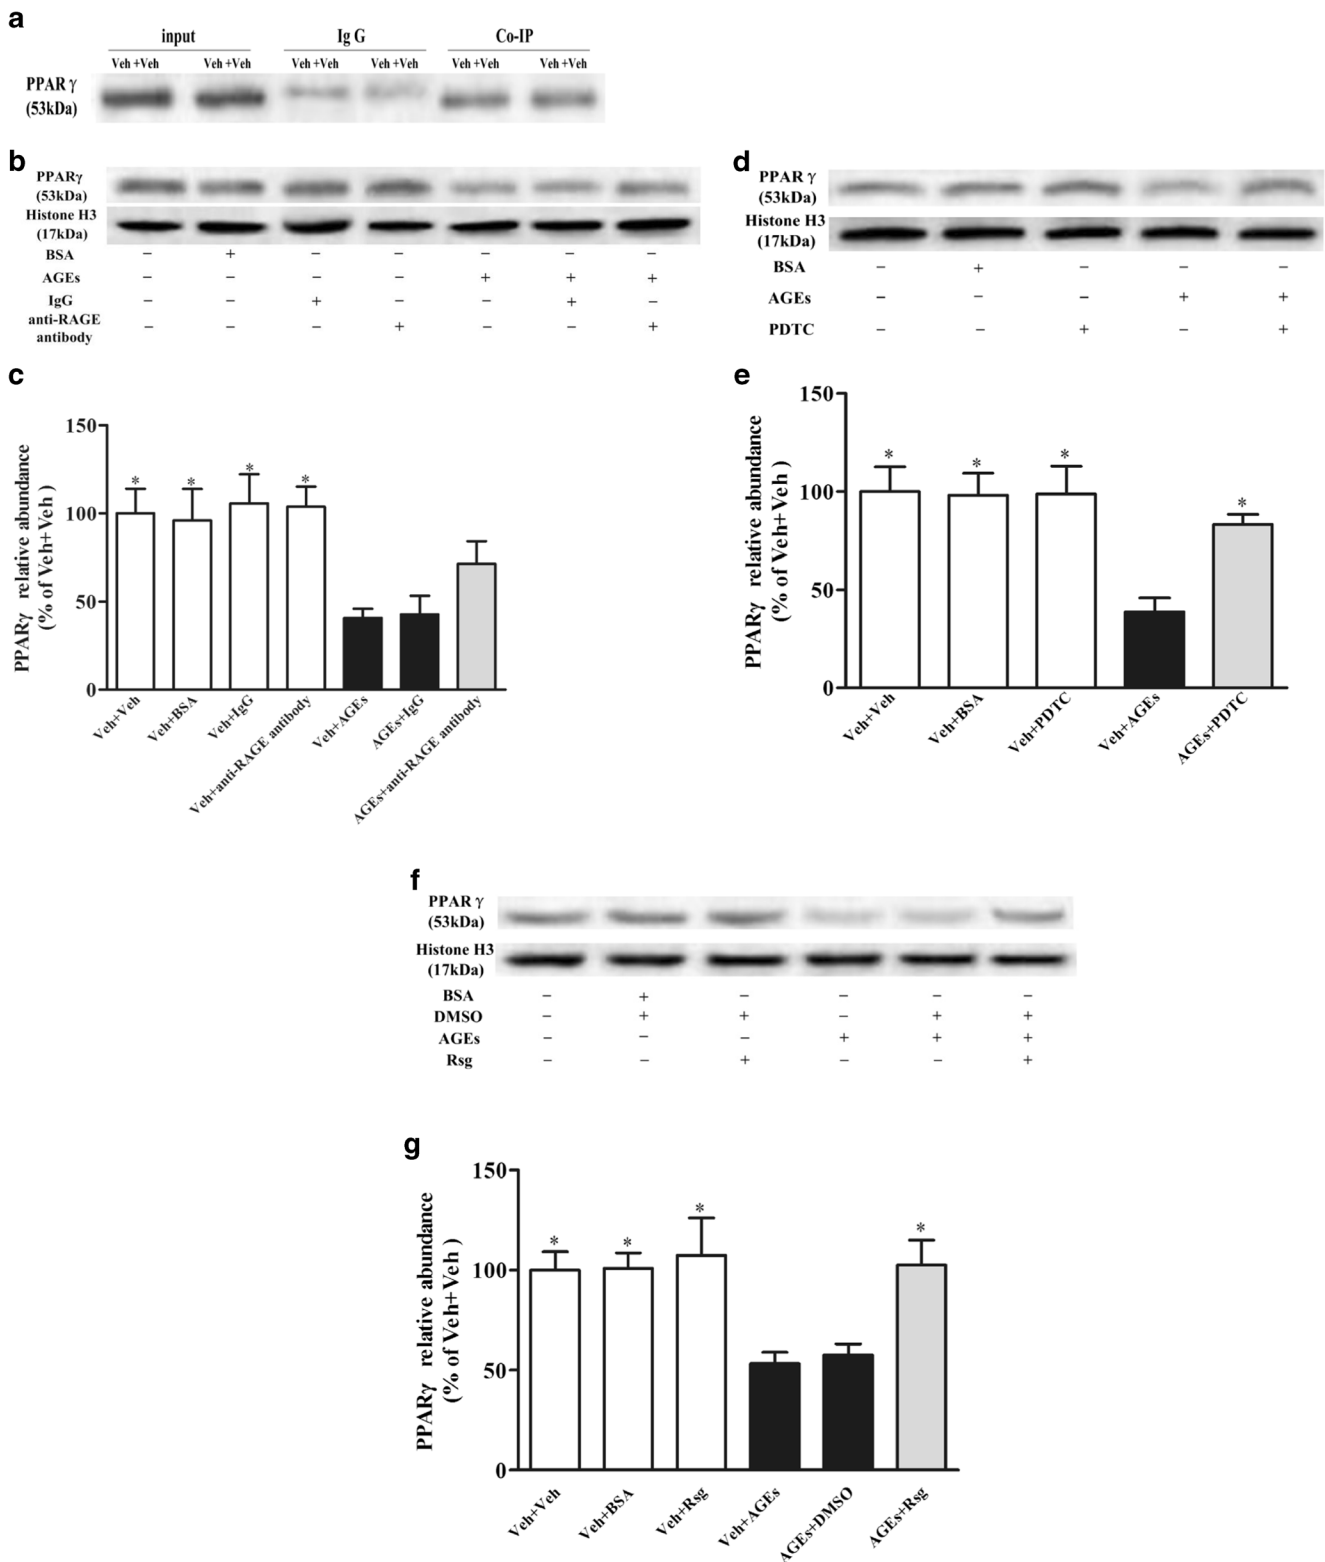 a
input Ig G Co-IP
Veh +Veh Veh +Veh Veh +Veh Veh +Veh Veh +Veh Veh +Veh
PPAR γ
(53kDa)
b
PPARγ
(53kDa)
Histone H3
(17kDa)
BSA − + − − − − −
AGEs − − − − + + +
IgG − − + − − + −
anti-RAGE
antibody − − − + − − +
d
PPAR γ
(53kDa)
Histone H3
(17kDa)
BSA − + − − −
AGEs − − − + +
PDTC − − + − +
c
PPARγ relative abundance
(% of Veh+Veh )
150
100
50
0
* * * *
Veh+Veh
Veh+BSA
Veh+IgG
Veh+anti-RAGE antibody
Veh+AGEs
AGEs+IgG
AGEs+anti-RAGE antibody
e
PPARγ relative abundance
(% of Veh+Veh )
150
100
50
0
* * * *
Veh+Veh
Veh+BSA
Veh+PDTC
Veh+AGEs
AGEs+PDTC
f
PPAR γ
(53kDa)
Histone H3
(17kDa)
BSA − + − − − −
DMSO − + + − + +
AGEs − − − + + +
Rsg − − + − − +
g
PPARγ relative abundance
(% of Veh+Veh )
150
100
50
0
* * * *
Veh+Veh
Veh+BSA
Veh+Rsg
Veh+AGEs
AGEs+DMSO
AGEs+Rsg